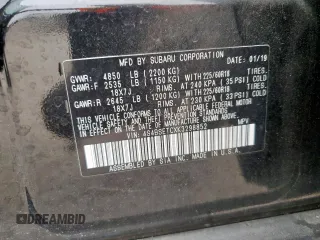 MFD BY SUBARU CORPORATION 01/19
GVWR: 4850 LB (2200 KG)
GAWR:F 2535 LB (1150 KG) WITH 225/60R18 TIRES,
18X7J RIMS, AT 240 KPA (35 PSI) COLD
GAWR:R 2645 LB (1200 KG) WITH 225/60R18 TIRES,
18X7J RIMS, AT 230 KPA (33 PSI) COLD
THIS VEHICLE CONFORMS TO ALL APPLICABLE FEDERAL MOTOR
VEHICLE SAFETY, BUMPER, AND THEFT PREVENTION STANDARDS
IN EFFECT ON THE DATE OF MANUFACTURE SHOWN ABOVE.
VIN: MPV
ASSEMBLED BY SIA INC. MADE IN U.S.A.